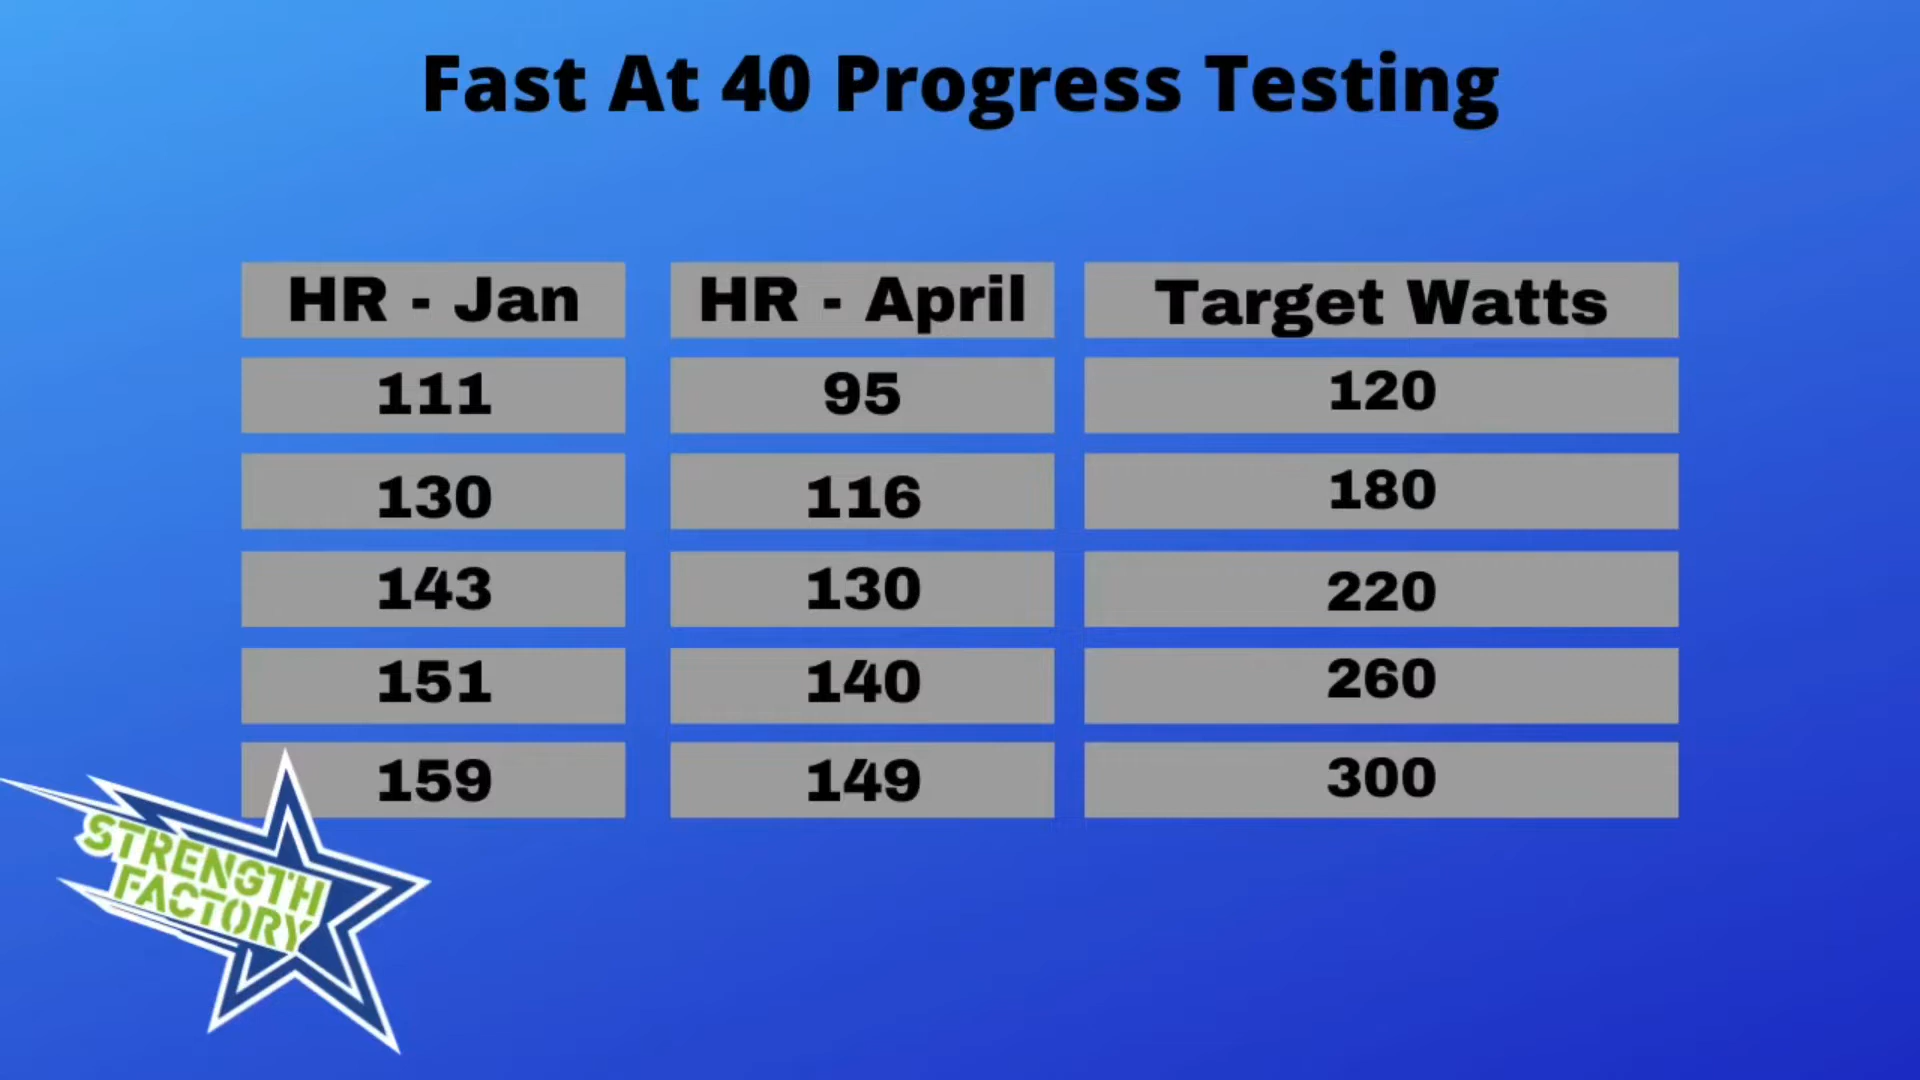 Fast At 40 Progress Testing
HR - Jan HR - April Target Watts
111 95 120
130 116 180
143 130 220
151 140 260
159 149 300
STRENGTH
FACTORY